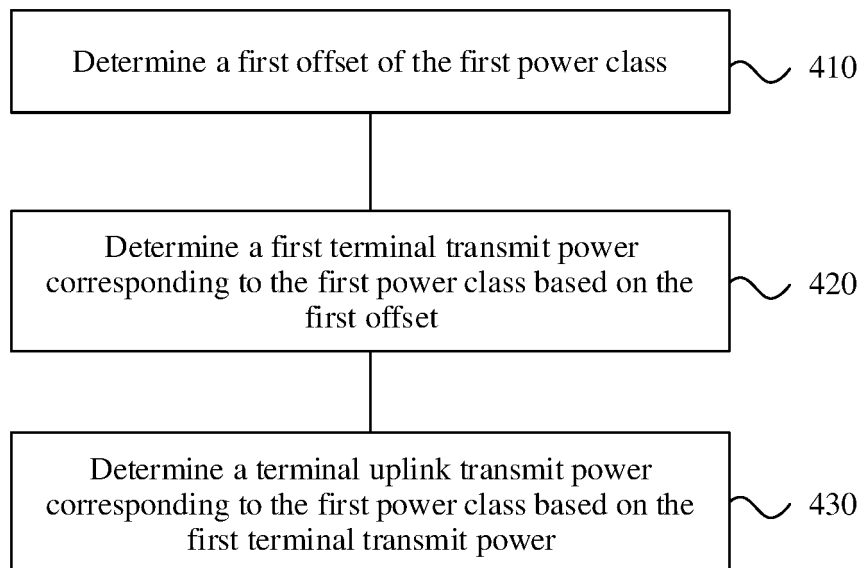 Determine a first offset of the first power class
410
Determine a first terminal transmit power
corresponding to the first power class based on the
first offset
420
Determine a terminal uplink transmit power
corresponding to the first power class based on the
first terminal transmit power
430